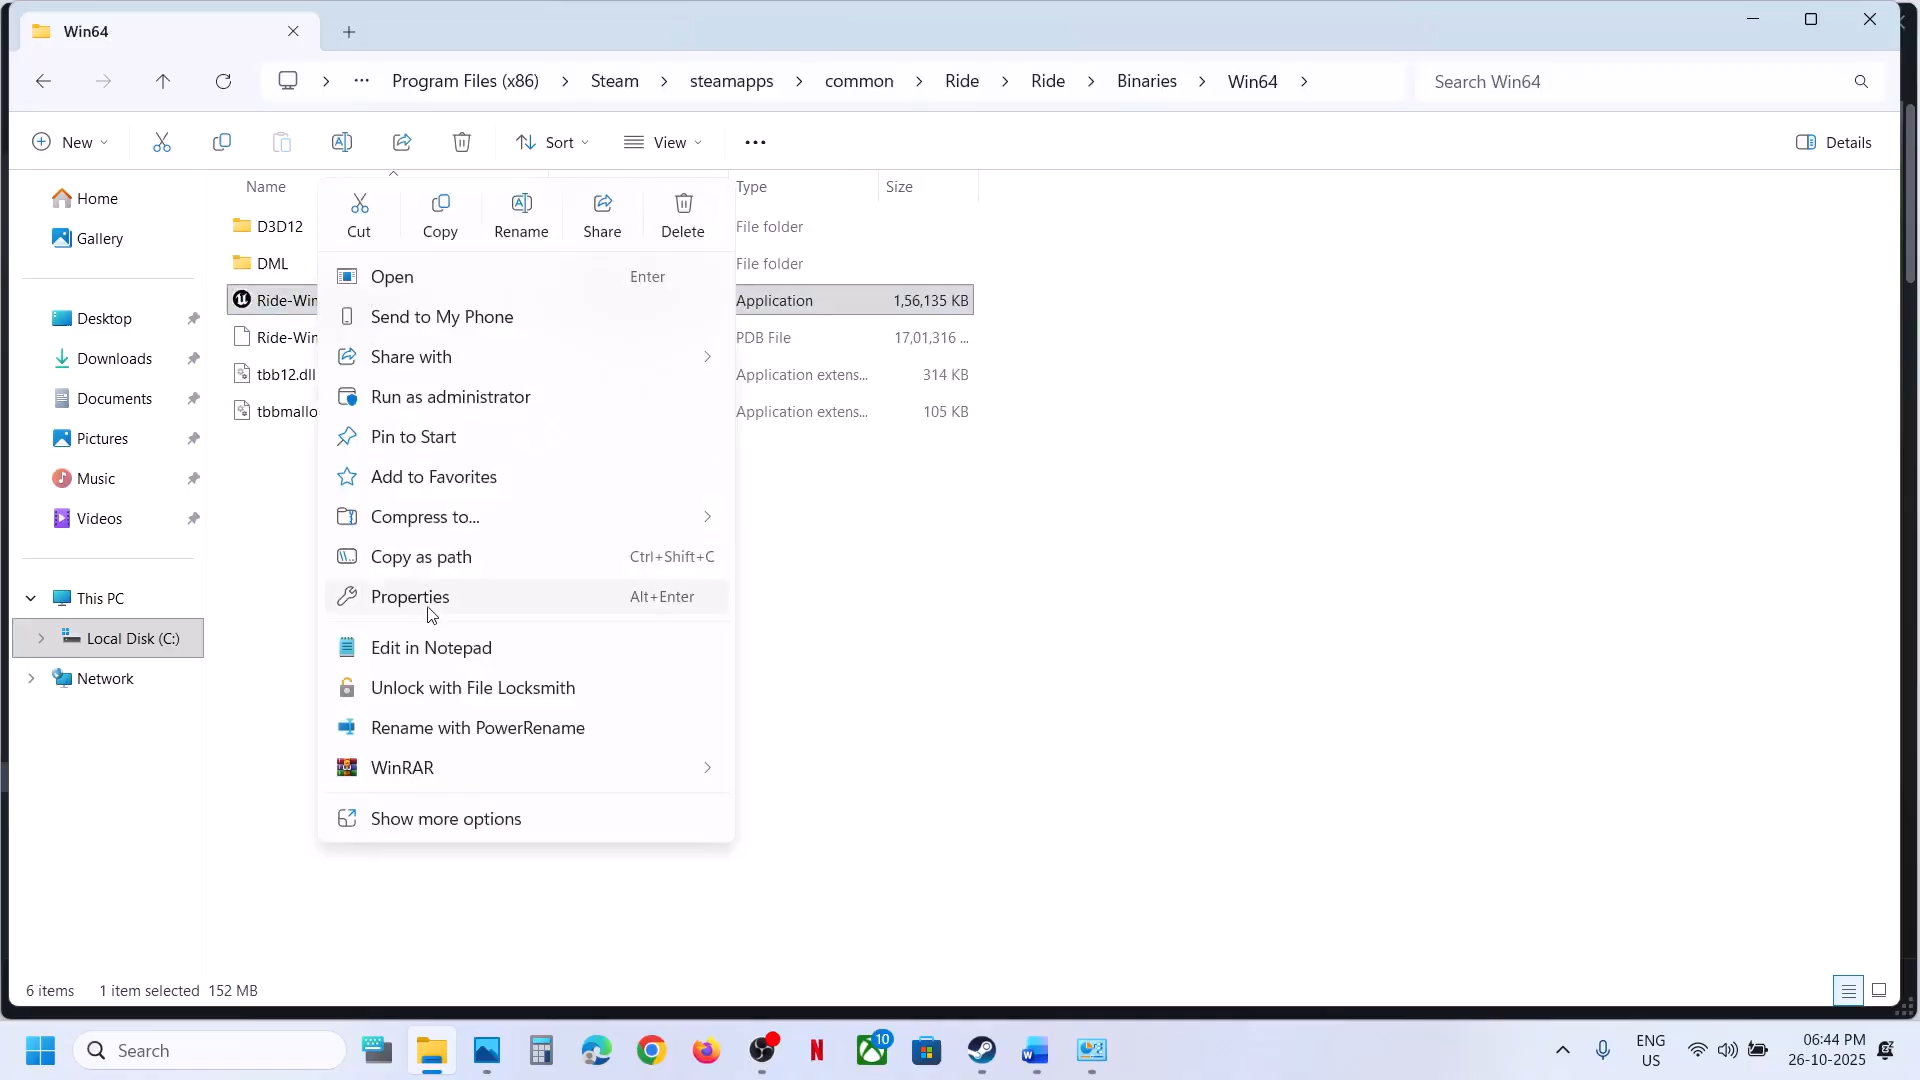 Win64
Program Files (x86) Steam steamapps common Ride Ride Binaries Win64
Search Win64
New
Sort
View
Details
Name
Type
Size
Home
Gallery
Desktop
Downloads
Documents
Pictures
Music
Videos
This PC
Local Disk (C:)
Network
D3D12
File folder
DML
File folder
Ride-Win
Application
1,56,135 KB
Ride-Win
PDB File
17,01,316 ...
tbb12.dll
Application extens...
314 KB
tbbmallo
Application extens...
105 KB
Cut
Copy
Rename
Share
Delete
Open Enter
Send to My Phone
Share with
Run as administrator
Pin to Start
Add to Favorites
Compress to...
Copy as path Ctrl+Shift+C
Properties Alt+Enter
Edit in Notepad
Unlock with File Locksmith
Rename with PowerRename
WinRAR
Show more options
6 items 1 item selected 152 MB
Search
10
ENG
US
06:44 PM
26-10-2025